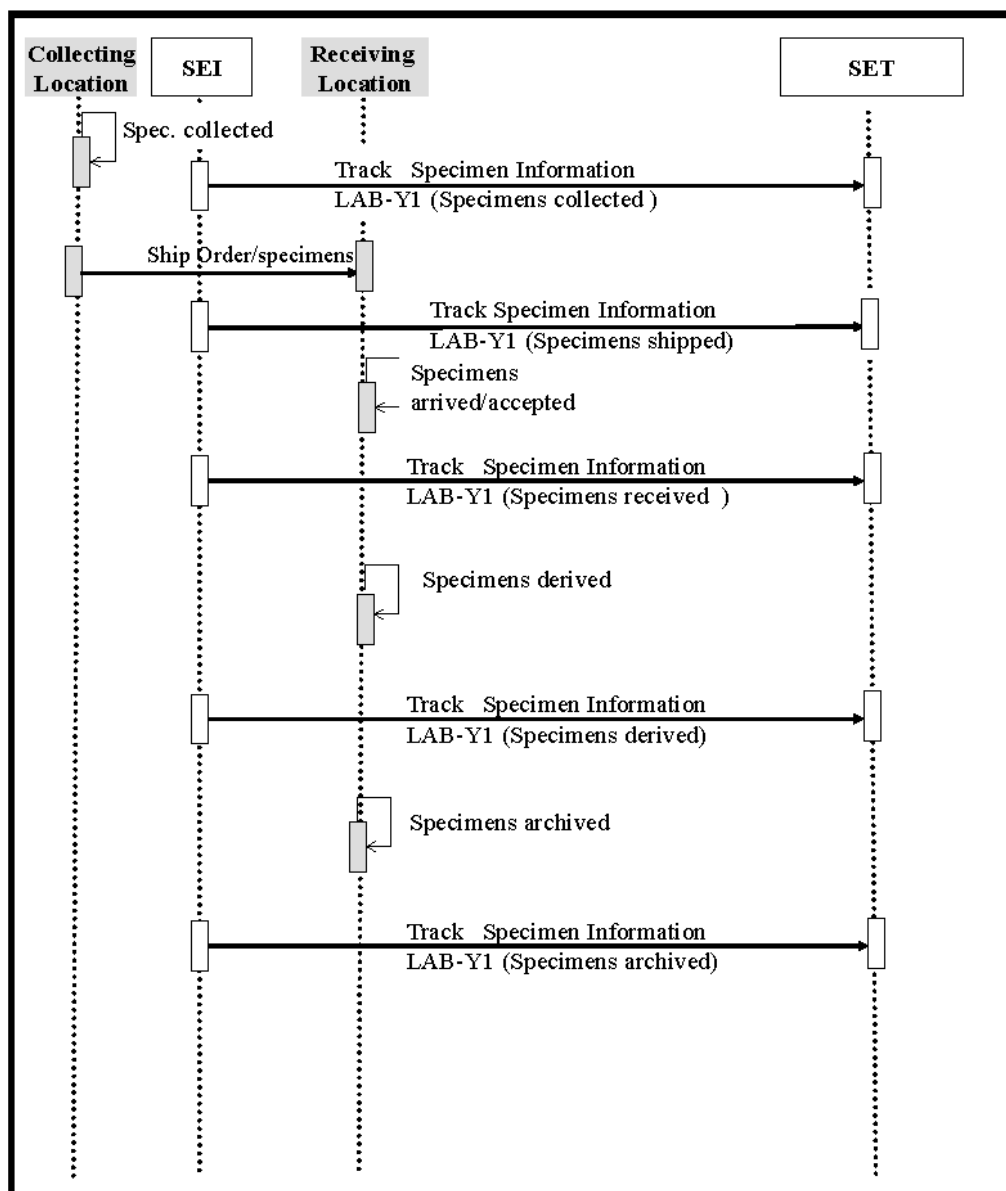 Collecting
Location
SEI
Receiving
Location
SET
Spec. collected
Track Specimen Information
LAB-Y1 (Specimens collected )
Ship Order/specimens
Track Specimen Information
LAB-Y1 (Specimens shipped)
Specimens
arrived/accepted
Track Specimen Information
LAB-Y1 (Specimens received )
Specimens derived
Track Specimen Information
LAB-Y1 (Specimens derived)
Specimens archived
Track Specimen Information
LAB-Y1 (Specimens archived)